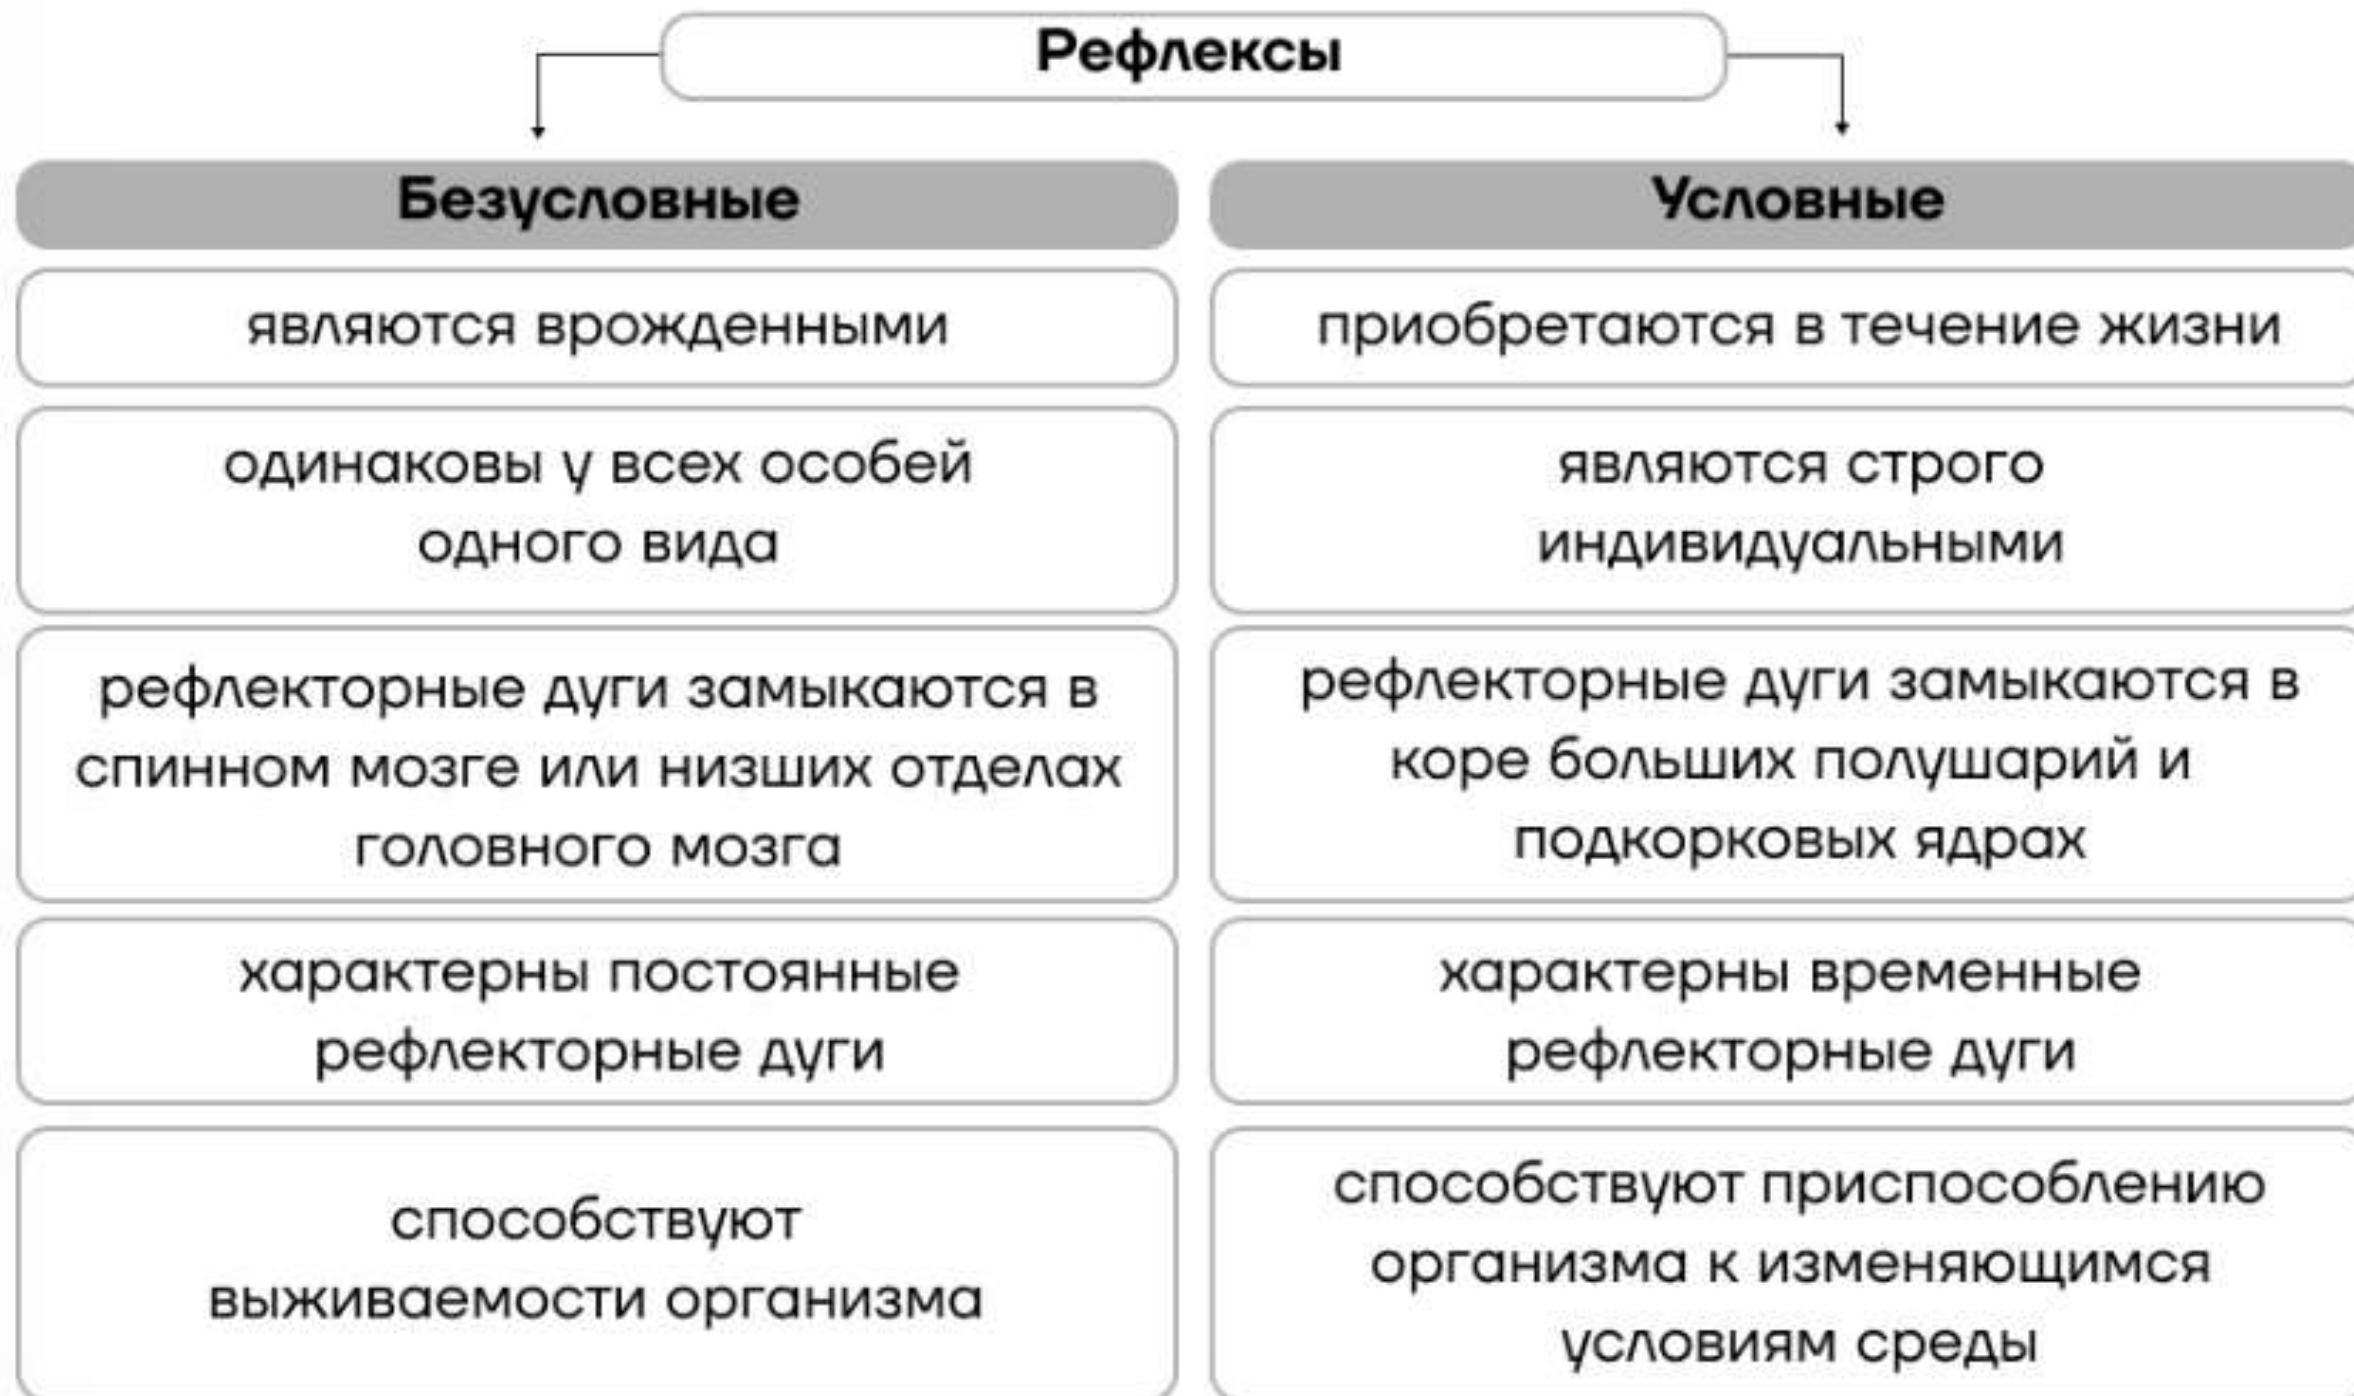 Рефлексы
Безусловные
Условные
являются врожденными
приобретаются в течение жизни
одинаковы у всех особей
одного вида
являются строго
индивидуальными
рефлекторные дуги замыкаются в
спинном мозге или низших отделах
головного мозга
рефлекторные дуги замыкаются в
коре больших полушарий и
подкорковых ядрах
характерны постоянные
рефлекторные дуги
характерны временные
рефлекторные дуги
способствуют
выживаемости организма
способствуют приспособлению
организма к изменяющимся
условиям среды